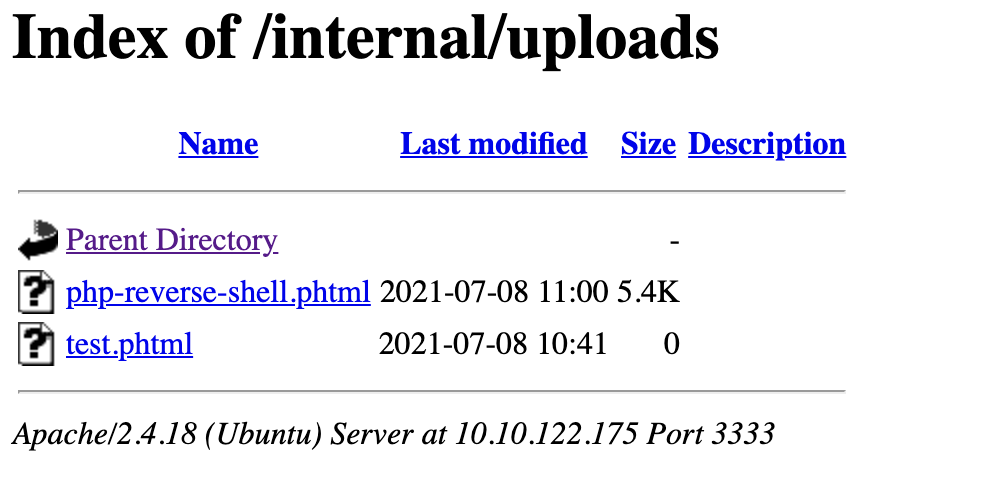 Index of /internal/uploads
Name Last modified Size Description
Parent Directory -
php-reverse-shell.phtml 2021-07-08 11:00 5.4K
test.phtml 2021-07-08 10:41 0
Apache/2.4.18 (Ubuntu) Server at 10.10.122.175 Port 3333